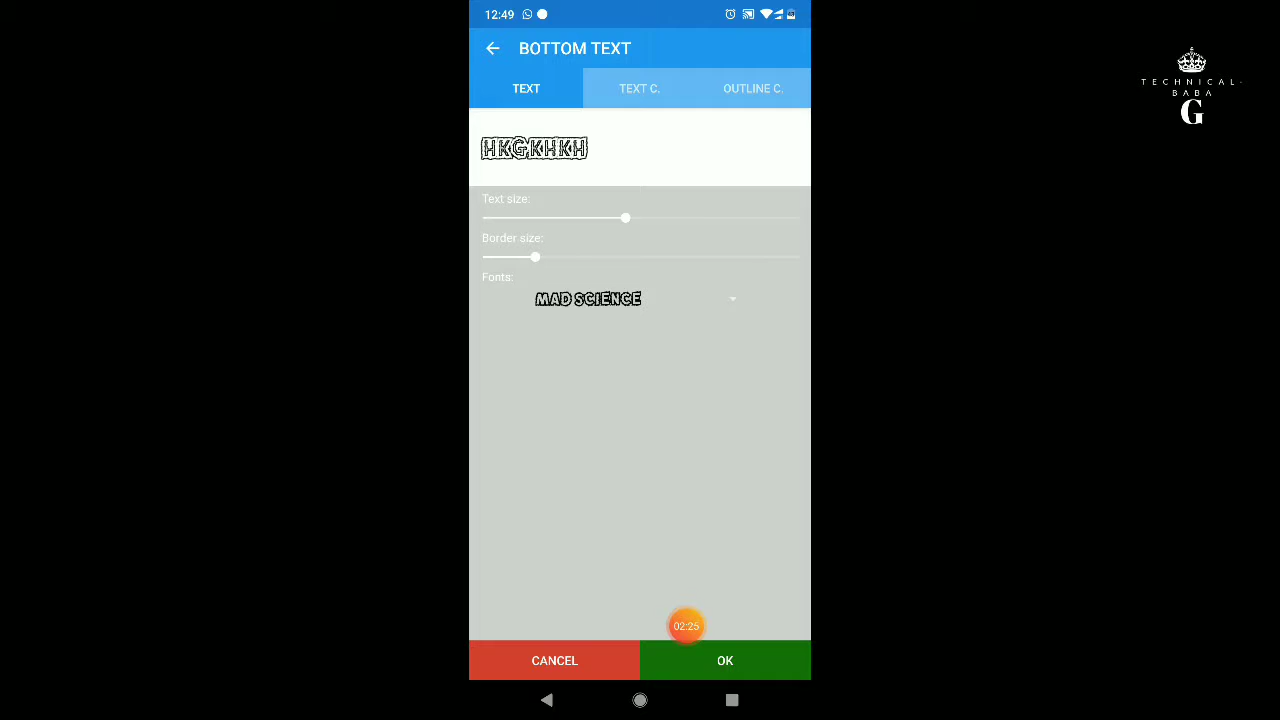 12:49
BOTTOM TEXT
TEXT
TEXT C.
OUTLINE C.
HKGKHKH
Text size:
Border size:
Fonts:
MAD SCIENCE
02:25
CANCEL
OK
TECHNICAL-
BABA
G